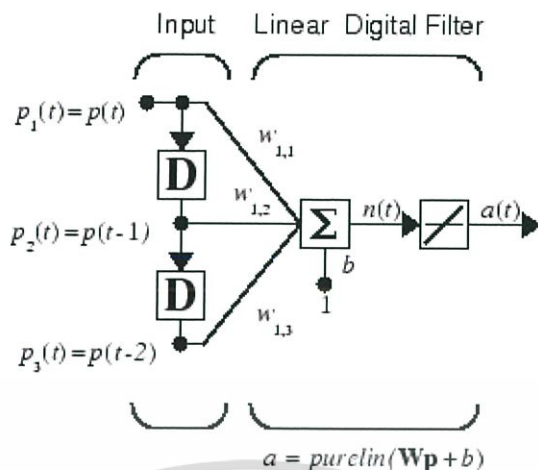 Input Linear Digital Filter
p₁(t)=p(t)
w₁,₁
D
w₁,₂
p₂(t)=p(t-1)
Σ n(t) a(t)
b
D
1
w₁,₃
p₃(t)=p(t-2)
a = purelin(Wp+b)